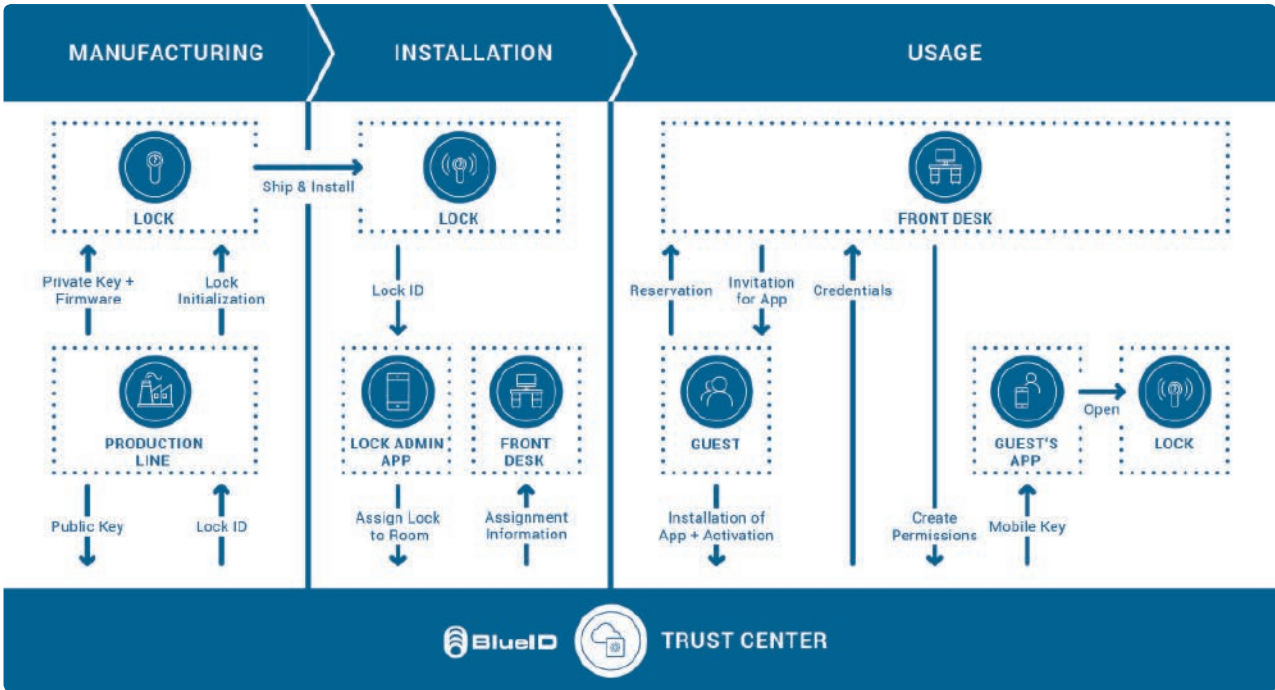 MANUFACTURING
INSTALLATION
USAGE
LOCK
Ship & Install
LOCK
FRONT DESK
Private Key +
Firmware
Lock
Initialization
Lock ID
Reservation
Invitation
for App
Credentials
PRODUCTION
LINE
LOCK ADMIN
APP
FRONT
DESK
GUEST
GUEST'S
APP
Open
LOCK
Public Key
Lock ID
Assign Lock
to Room
Assignment
Information
Installation of
App + Activation
Create
Permissions
Mobile Key
BlueID
TRUST CENTER